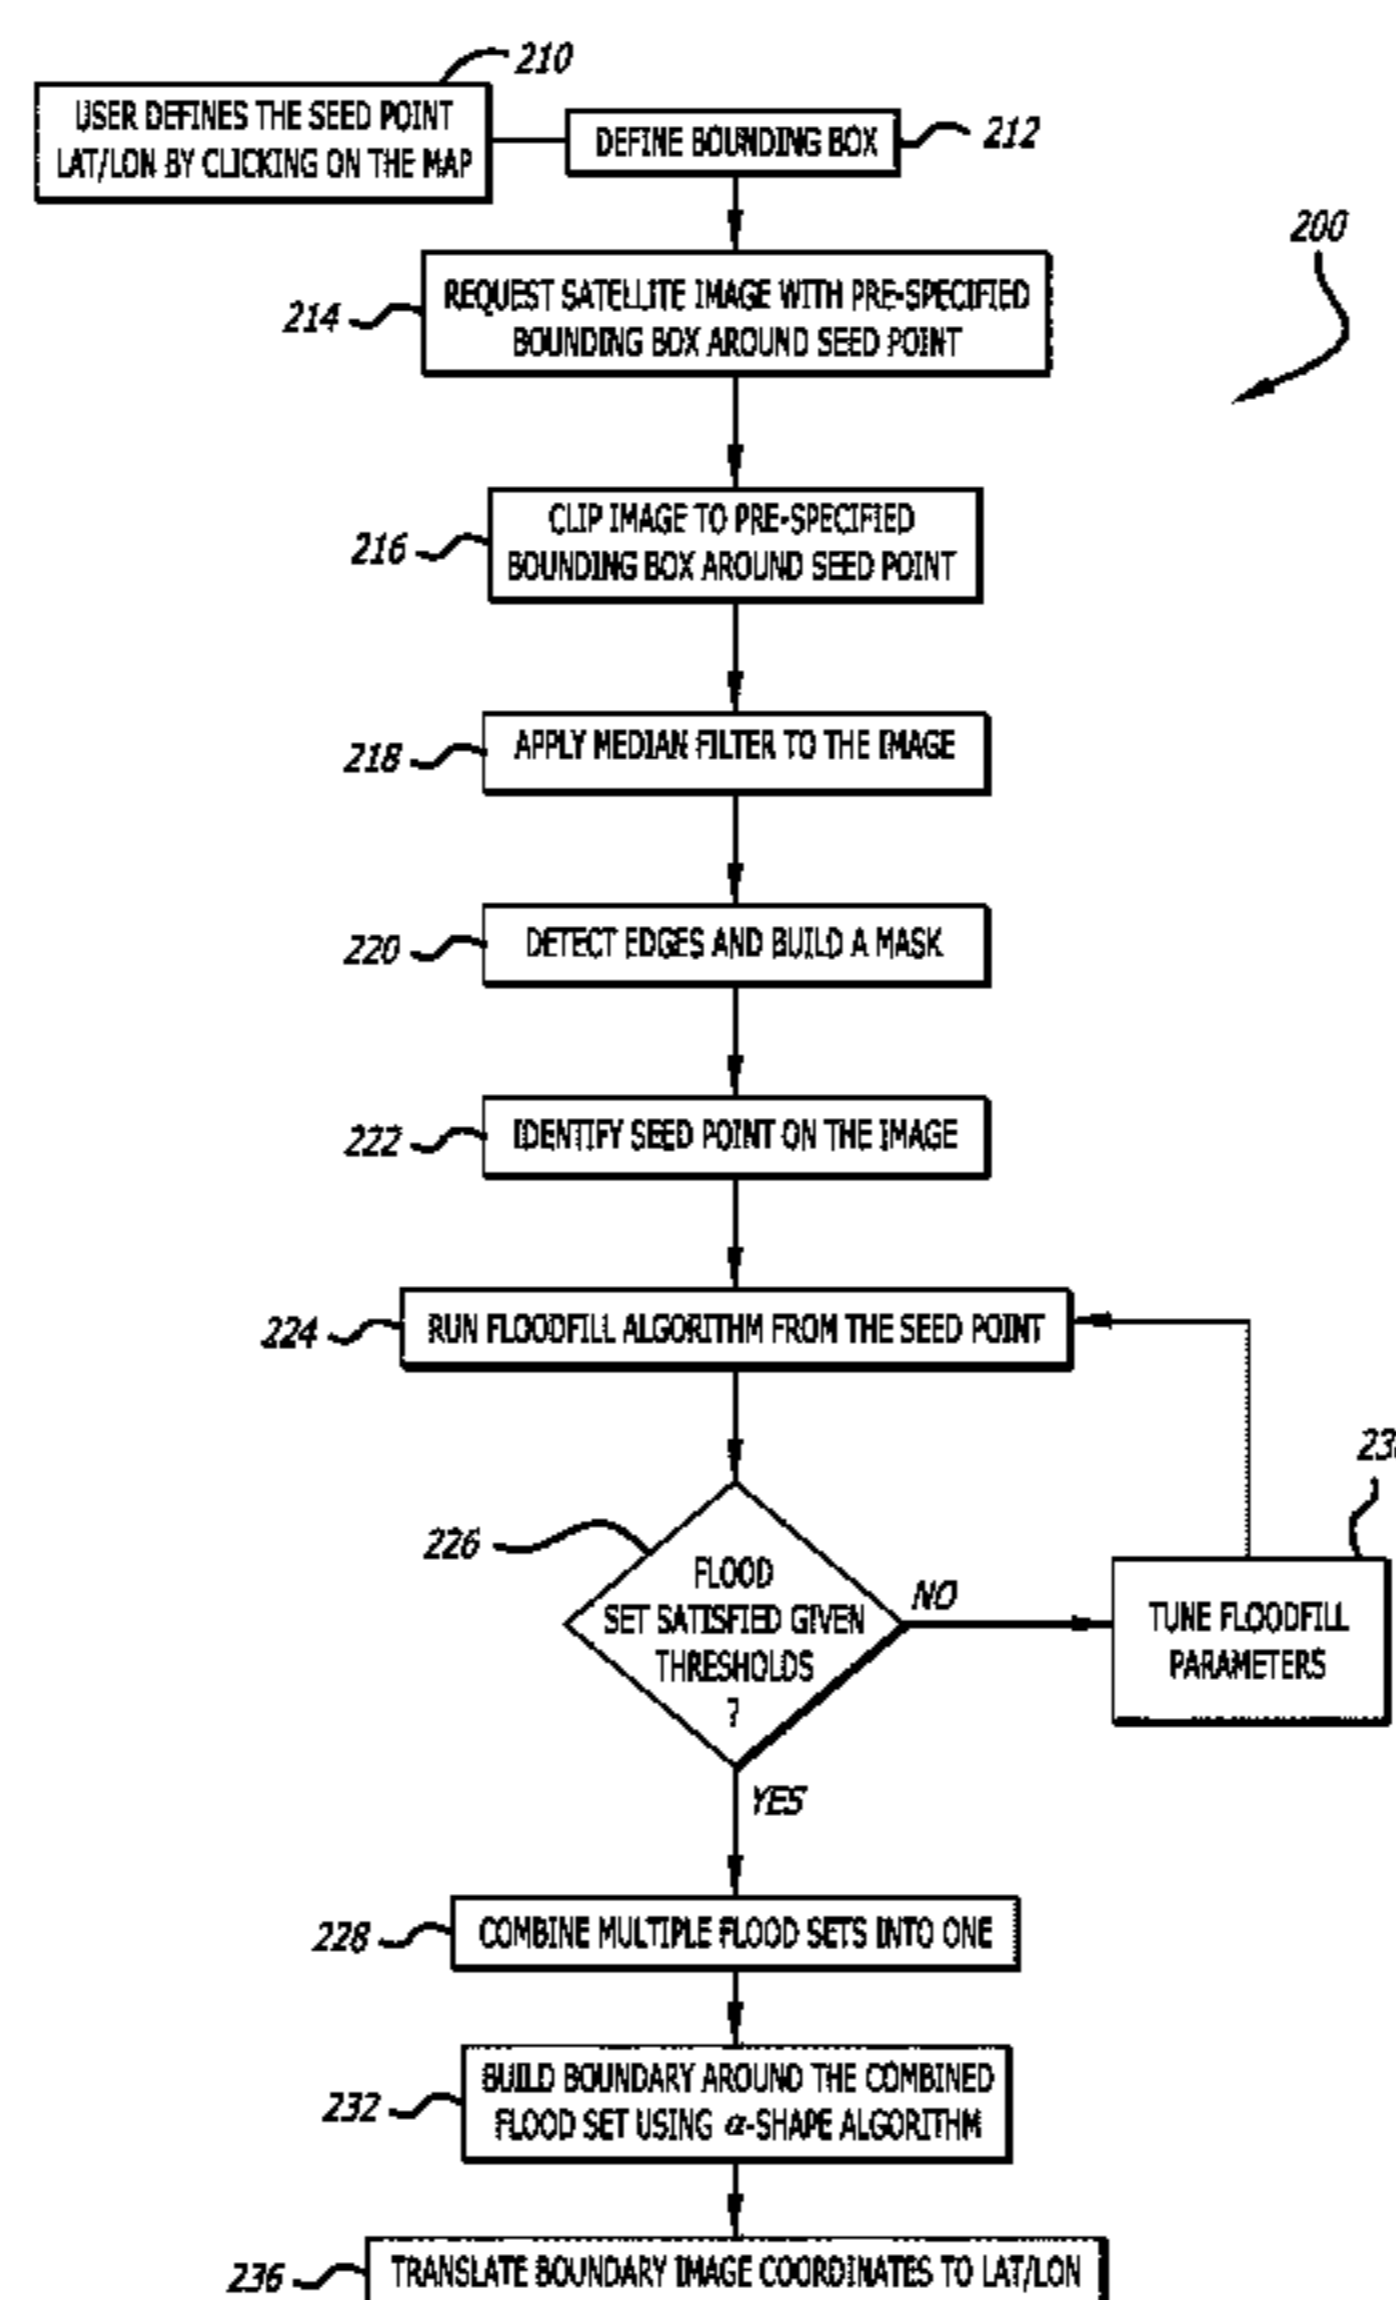 210
USER DEFINES THE SEED POINT
LAT/LON BY CLICKING ON THE MAP
DEFINE BOUNDING BOX
212
200
214
REQUEST SATELLITE IMAGE WITH PRE-SPECIFIED
BOUNDING BOX AROUND SEED POINT
216
CLIP IMAGE TO PRE-SPECIFIED
BOUNDING BOX AROUND SEED POINT
218
APPLY MEDIAN FILTER TO THE IMAGE
220
DETECT EDGES AND BUILD A MASK
222
IDENTIFY SEED POINT ON THE IMAGE
224
RUN FLOODFILL ALGORITHM FROM THE SEED POINT
226
FLOOD
SET SATISFIED GIVEN
THRESHOLDS
?
NO
TUNE FLOODFILL
PARAMETERS
YES
228
COMBINE MULTIPLE FLOOD SETS INTO ONE
232
BUILD BOUNDARY AROUND THE COMBINED
FLOOD SET USING α-SHAPE ALGORITHM
236
TRANSLATE BOUNDARY IMAGE COORDINATES TO LAT/LON